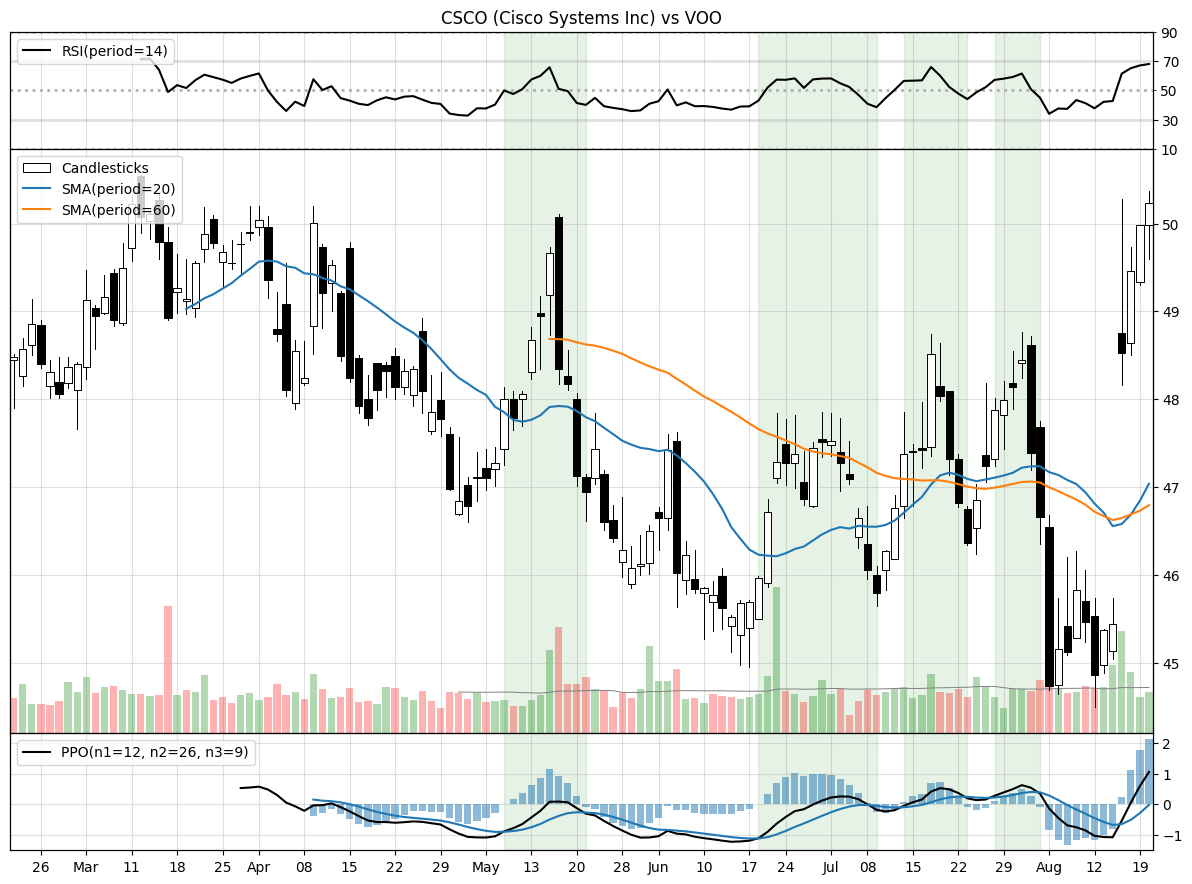 CSCO (Cisco Systems Inc) vs VOO
RSI(period=14)
90
70
50
30
10
Candlesticks
SMA(period=20)
SMA(period=60)
50
49
48
47
46
45
PPO(n1=12, n2=26, n3=9)
2
1
0
−1
26 Mar 11 18 25 Apr 08 15 22 29 May 13 20 28 Jun 10 17 24 Jul 08 15 22 29 Aug 12 19